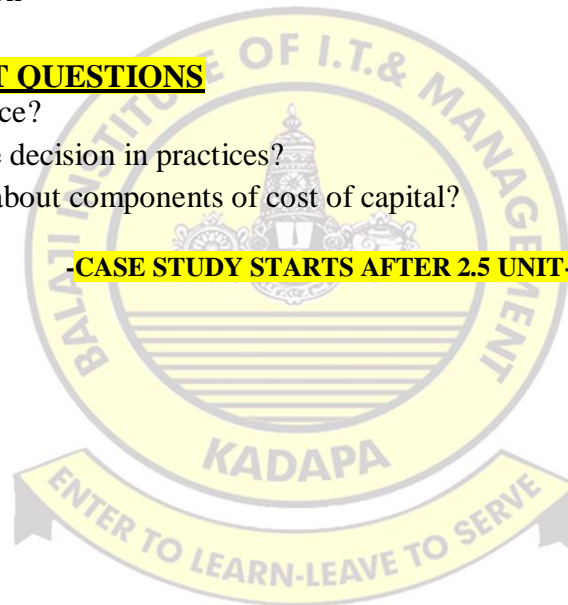 on
T QUESTIONS
ce?
e decision in practices?
about components of cost of capital?
-CASE STUDY STARTS AFTER 2.5 UNIT-
BALAJI INSTITUTE OF I.T.& MANAGEMENT
KADAPA
ENTER TO LEARN-LEAVE TO SERVE